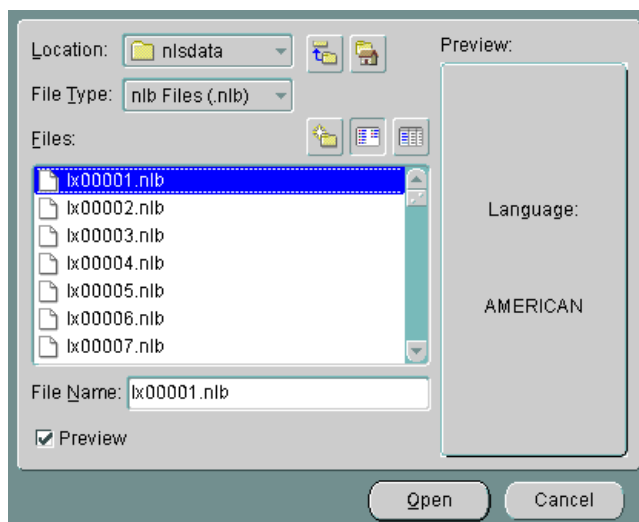 Location: nlsdata
File Type: nlb Files (.nlb)
Files:
lx00001.nlb
lx00002.nlb
lx00003.nlb
lx00004.nlb
lx00005.nlb
lx00006.nlb
lx00007.nlb
File Name: lx00001.nlb
Preview
Preview:
Language:
AMERICAN
Open Cancel